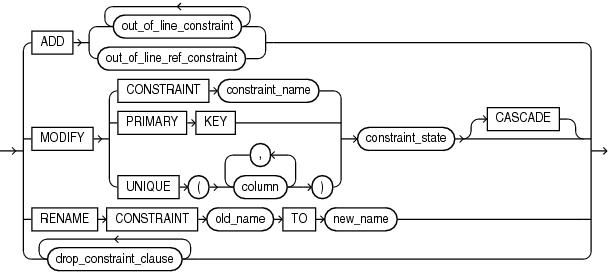 out_of_line_constraint
ADD
out_of_line_ref_constraint
CONSTRAINT constraint_name
CASCADE
PRIMARY KEY
MODIFY constraint_state
,
UNIQUE ( column )
RENAME CONSTRAINT old_name TO new_name
drop_constraint_clause